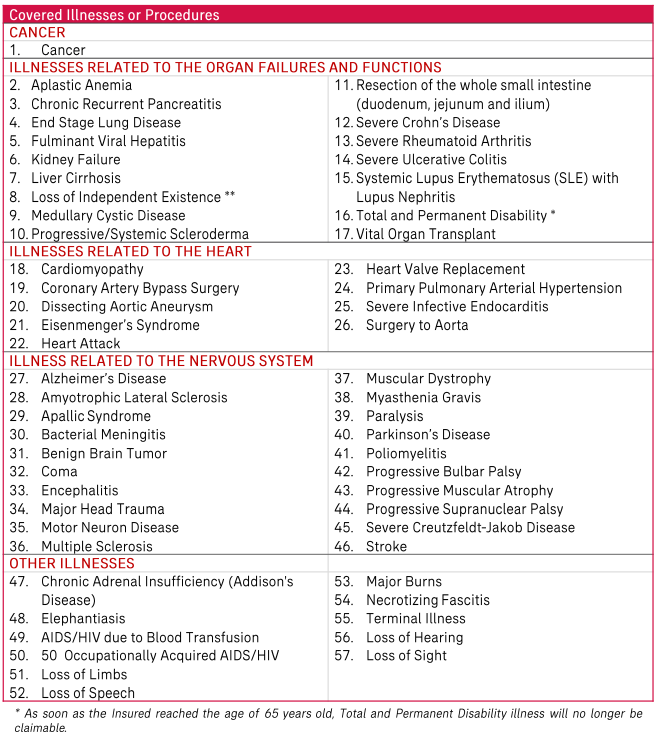 Covered Illnesses or Procedures
CANCER
1. Cancer
ILLNESSES RELATED TO THE ORGAN FAILURES AND FUNCTIONS
2. Aplastic Anemia
3. Chronic Recurrent Pancreatitis
4. End Stage Lung Disease
5. Fulminant Viral Hepatitis
6. Kidney Failure
7. Liver Cirrhosis
8. Loss of Independent Existence **
9. Medullary Cystic Disease
10. Progressive/Systemic Scleroderma
11. Resection of the whole small intestine
(duodenum, jejunum and ilium)
12. Severe Crohn's Disease
13. Severe Rheumatoid Arthritis
14. Severe Ulcerative Colitis
15. Systemic Lupus Erythematosus (SLE) with
Lupus Nephritis
16. Total and Permanent Disability *
17. Vital Organ Transplant
ILLNESSES RELATED TO THE HEART
18. Cardiomyopathy
19. Coronary Artery Bypass Surgery
20. Dissecting Aortic Aneurysm
21. Eisenmenger's Syndrome
22. Heart Attack
23. Heart Valve Replacement
24. Primary Pulmonary Arterial Hypertension
25. Severe Infective Endocarditis
26. Surgery to Aorta
ILLNESS RELATED TO THE NERVOUS SYSTEM
27. Alzheimer's Disease
28. Amyotrophic Lateral Sclerosis
29. Apallic Syndrome
30. Bacterial Meningitis
31. Benign Brain Tumor
32. Coma
33. Encephalitis
34. Major Head Trauma
35. Motor Neuron Disease
36. Multiple Sclerosis
37. Muscular Dystrophy
38. Myasthenia Gravis
39. Paralysis
40. Parkinson's Disease
41. Poliomyelitis
42. Progressive Bulbar Palsy
43. Progressive Muscular Atrophy
44. Progressive Supranuclear Palsy
45. Severe Creutzfeldt-Jakob Disease
46. Stroke
OTHER ILLNESSES
47. Chronic Adrenal Insufficiency (Addison's
Disease)
48. Elephantiasis
49. AIDS/HIV due to Blood Transfusion
50. 50 Occupationally Acquired AIDS/HIV
51. Loss of Limbs
52. Loss of Speech
53. Major Burns
54. Necrotizing Fascitis
55. Terminal Illness
56. Loss of Hearing
57. Loss of Sight
* As soon as the Insured reached the age of 65 years old, Total and Permanent Disability illness will no longer be
claimable.